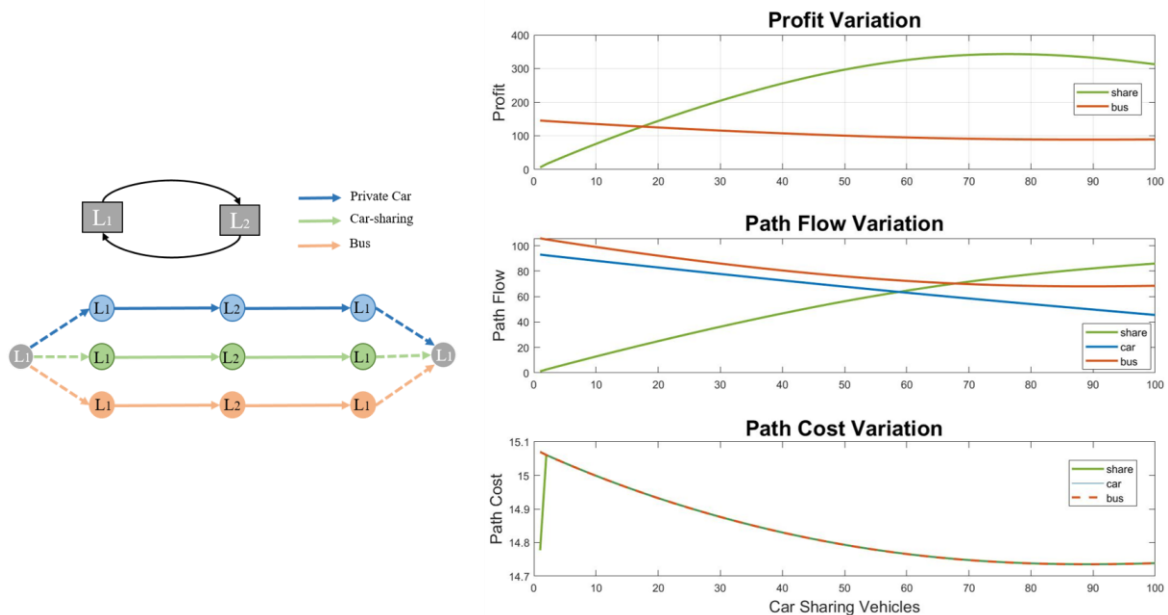 L1
L2
Private Car
Car-sharing
Bus
L1 L2 L1
L1 L1 L2 L1 L1
L1 L2 L1
Profit Variation
Profit
400
300
200
100
0
0 10 20 30 40 50 60 70 80 90 100
share
bus
Path Flow Variation
Path Flow
100
80
60
40
20
0
0 10 20 30 40 50 60 70 80 90 100
share
car
bus
Path Cost Variation
Path Cost
15.1
15
14.9
14.8
14.7
0 10 20 30 40 50 60 70 80 90 100
share
car
bus
Car Sharing Vehicles